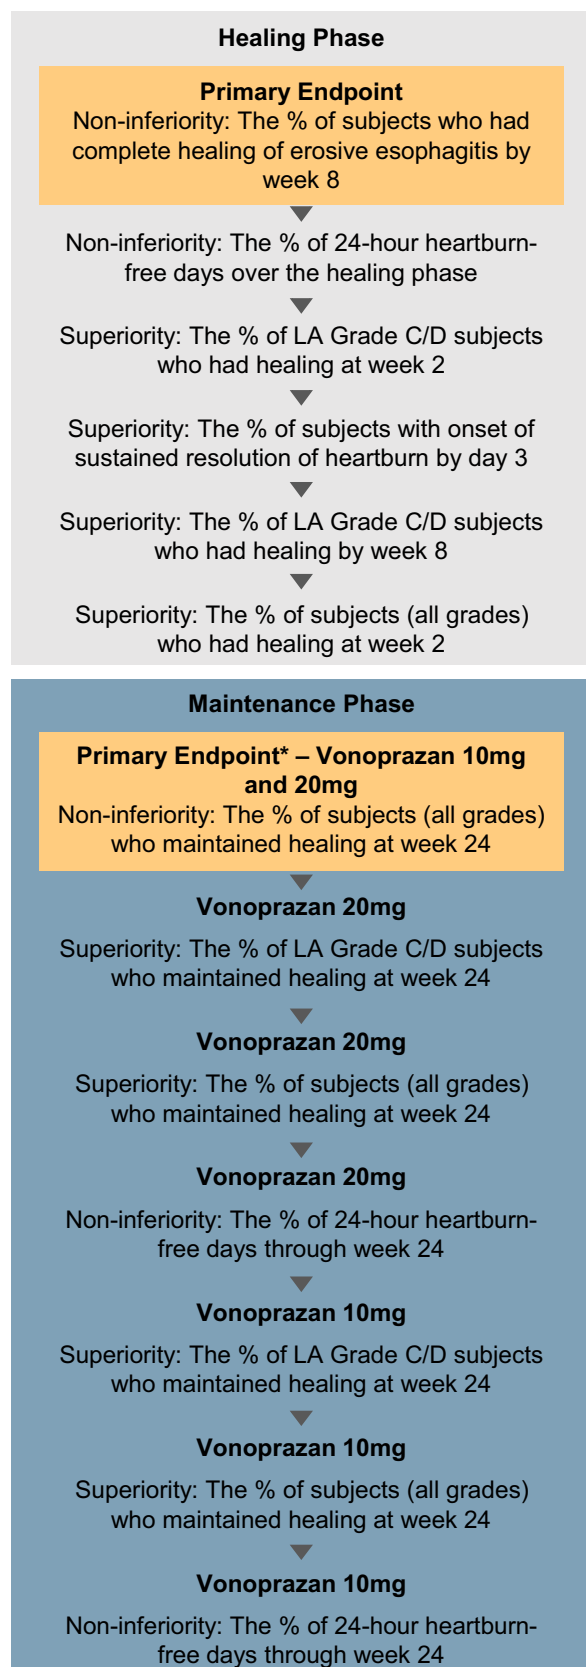 Healing Phase
Primary Endpoint
Non-inferiority: The % of subjects who had
complete healing of erosive esophagitis by
week 8
Non-inferiority: The % of 24-hour heartburn-
free days over the healing phase
Superiority: The % of LA Grade C/D subjects
who had healing at week 2
Superiority: The % of subjects with onset of
sustained resolution of heartburn by day 3
Superiority: The % of LA Grade C/D subjects
who had healing by week 8
Superiority: The % of subjects (all grades)
who had healing at week 2
Maintenance Phase
Primary Endpoint* – Vonoprazan 10mg
and 20mg
Non-inferiority: The % of subjects (all grades)
who maintained healing at week 24
Vonoprazan 20mg
Superiority: The % of LA Grade C/D subjects
who maintained healing at week 24
Vonoprazan 20mg
Superiority: The % of subjects (all grades)
who maintained healing at week 24
Vonoprazan 20mg
Non-inferiority: The % of 24-hour heartburn-
free days through week 24
Vonoprazan 10mg
Superiority: The % of LA Grade C/D subjects
who maintained healing at week 24
Vonoprazan 10mg
Superiority: The % of subjects (all grades)
who maintained healing at week 24
Vonoprazan 10mg
Non-inferiority: The % of 24-hour heartburn-
free days through week 24